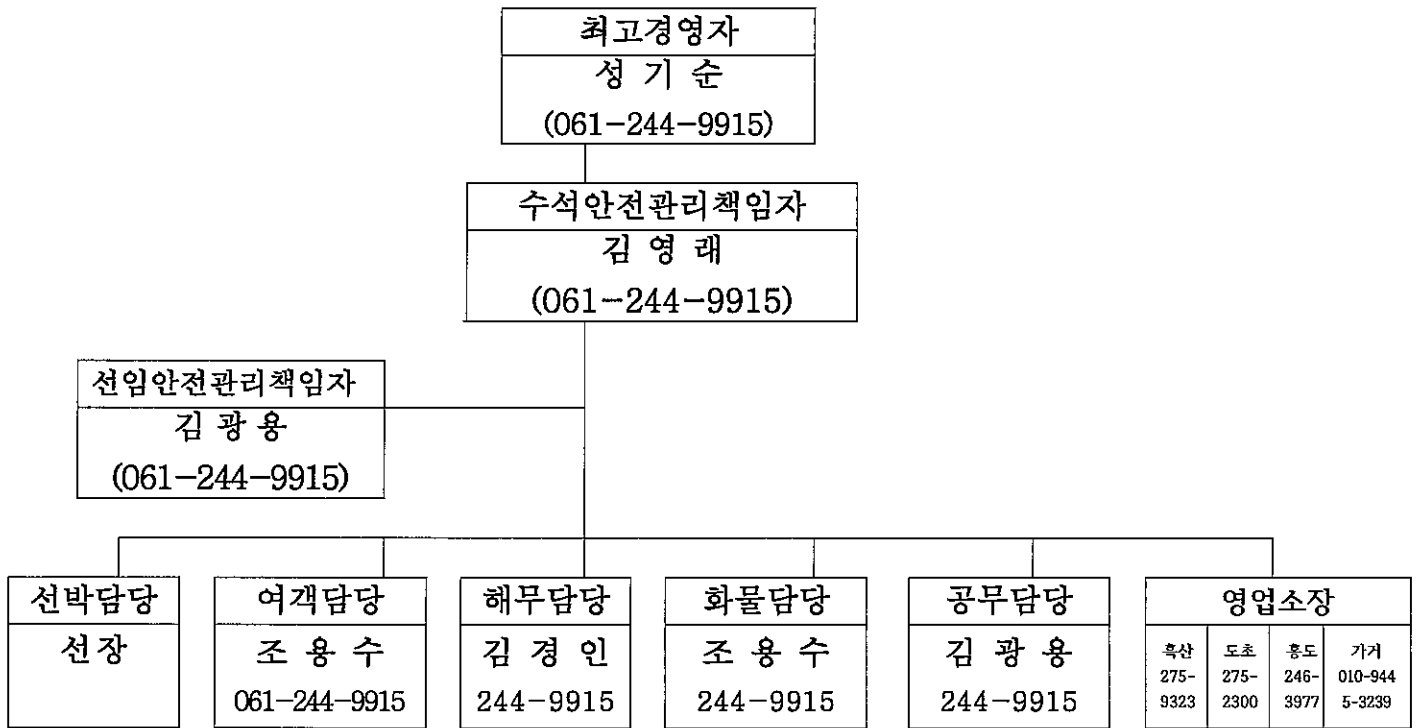 최고경영자
성 기 순
(061-244-9915)
수석안전관리책임자
김 영 래
(061-244-9915)
선임안전관리책임자
김 광 용
(061-244-9915)
선박담당
선장
여객담당
조 용 수
061-244-9915
해무담당
김 경 인
244-9915
화물담당
조 용 수
244-9915
공무담당
김 광 용
244-9915
영업소장
흑산
275-
9323
도초
275-
2300
홍도
246-
3977
가거
010-944
5-3239